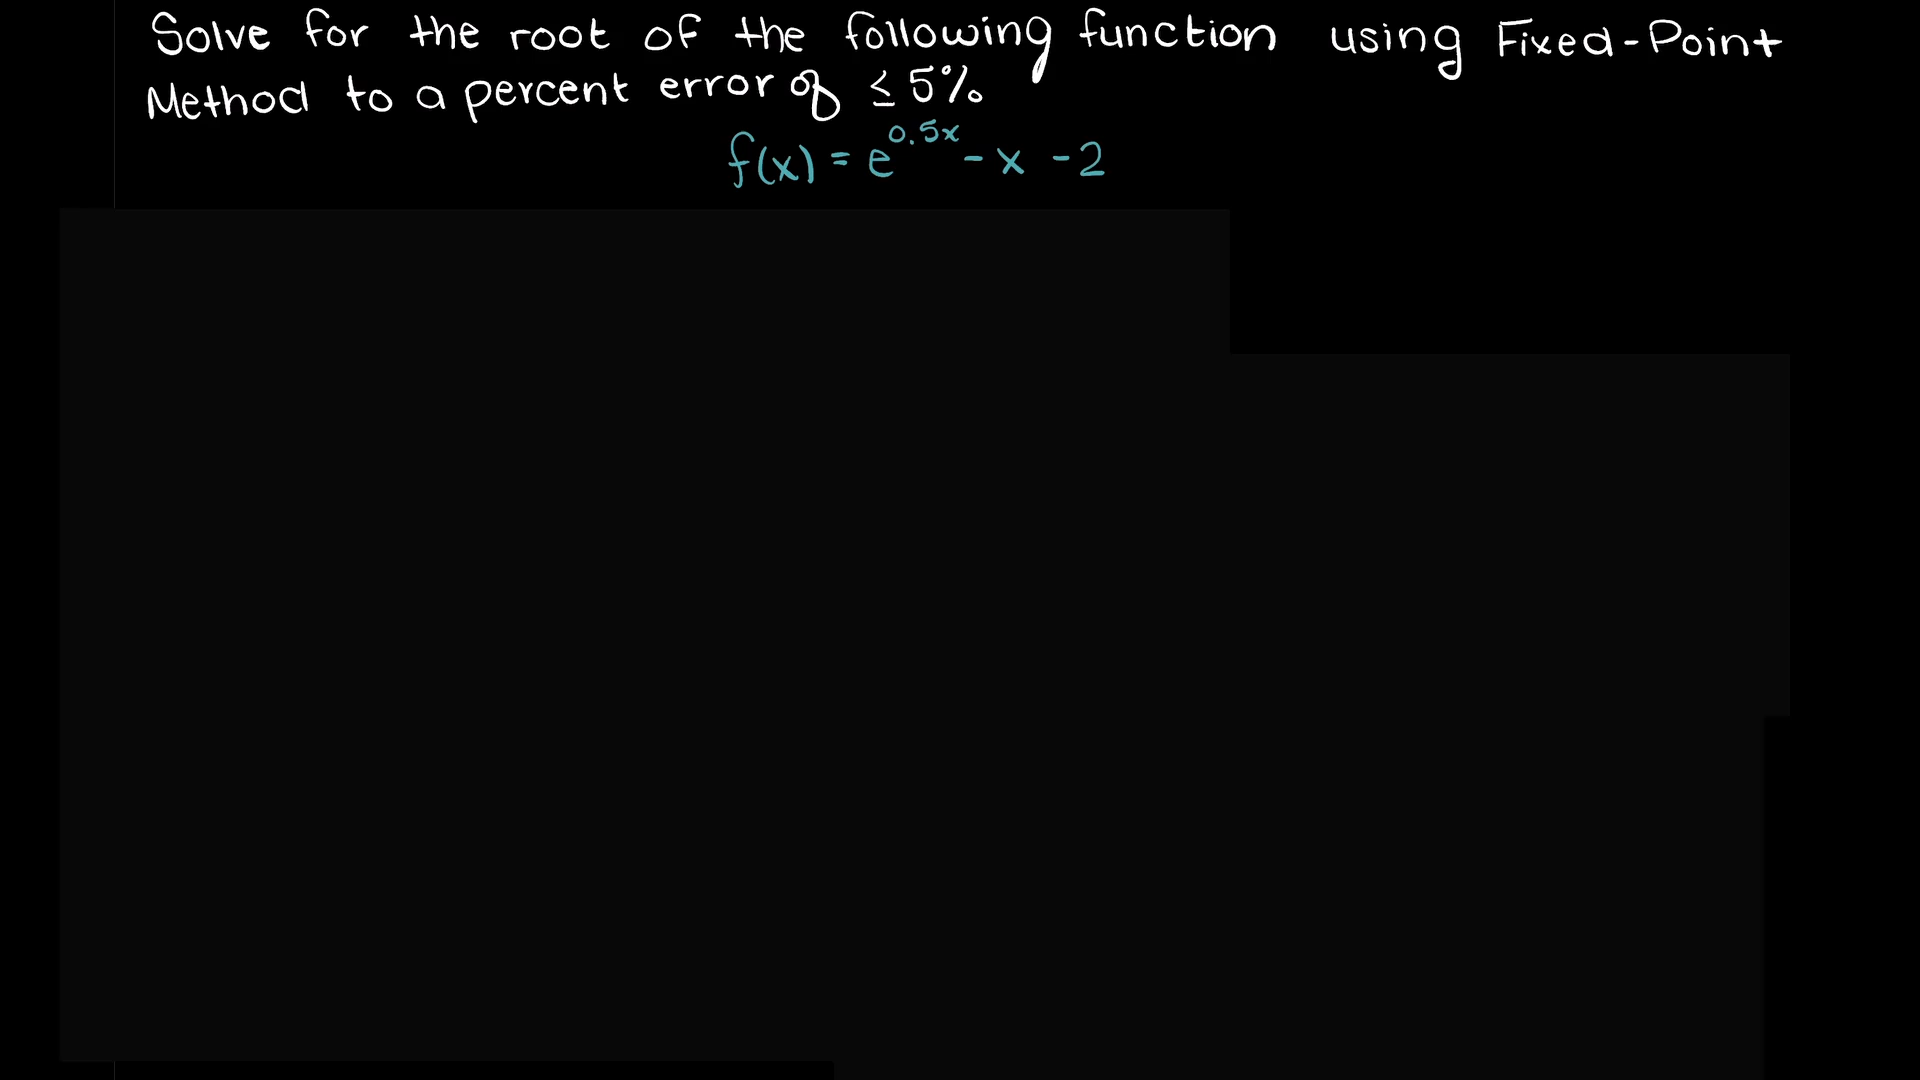 Solve for the root of the following function using Fixed-Point
Method to a percent error of ≤ 5%
f(x) = e^0.5x - x - 2